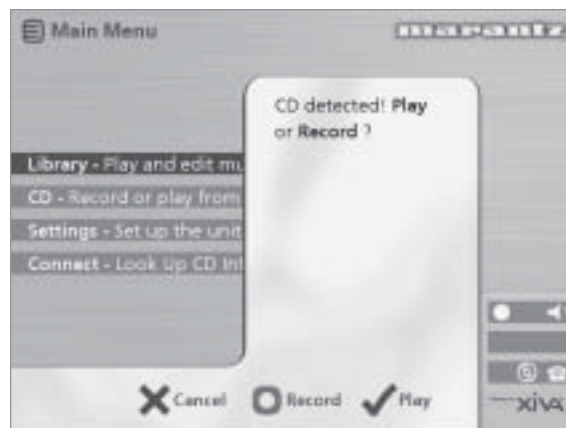 Main Menu
marantz
CD detected! Play
or Record ?
Library - Play and edit mu
CD - Record or play from
Settings - Set up the unit
Connect - Look Up CD Inf
Cancel
Record
Play
xiva